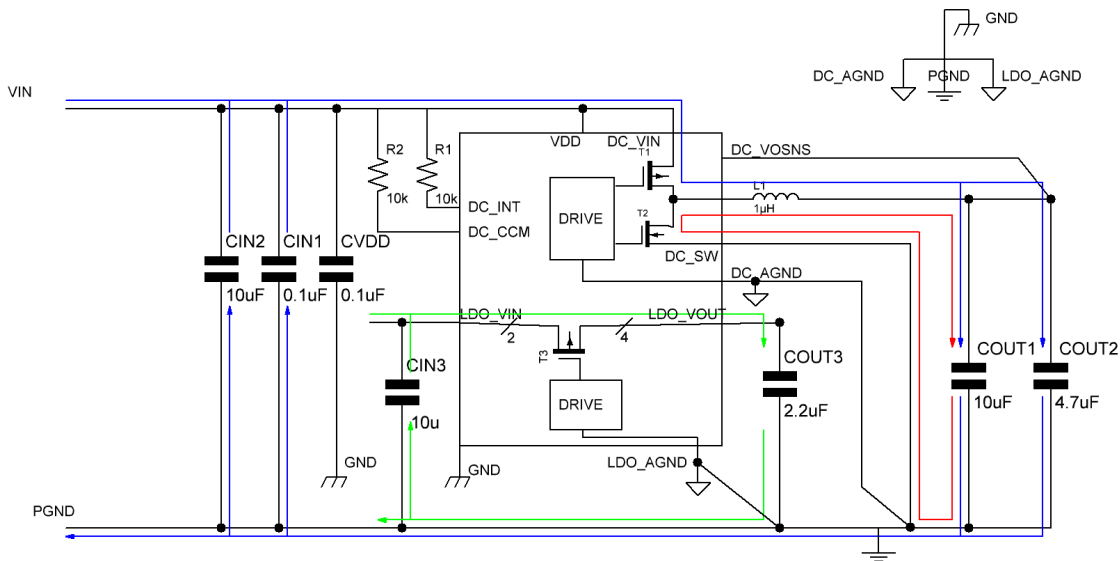 GND
DC_AGND
PGND
LDO_AGND
VIN
VDD
DC_VIN
DC_VOSNS
R2
R1
T1
10k
10k
DC_INT
DRIVE
T2
L1
1µH
DC_CCM
DC_SW
CIN2
CIN1
CVDD
10uF
0.1uF
0.1uF
DC_AGND
LDO_VIN
LDO_VOUT
2
4
T3
CIN3
10u
DRIVE
COUT3
2.2uF
COUT1
10uF
COUT2
4.7uF
GND
GND
LDO_AGND
PGND